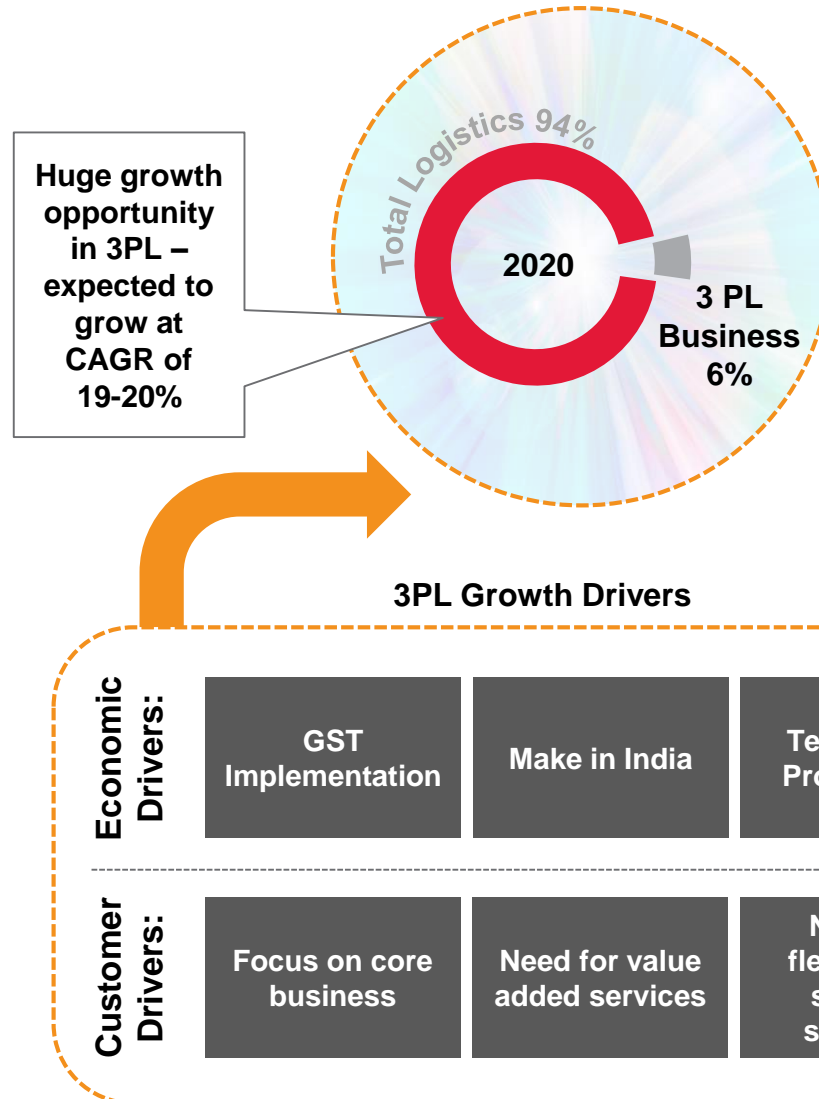 Total Logistics 94%
Huge growth
opportunity
in 3PL –
expected to
grow at
CAGR of
19-20%
2020
3 PL
Business
6%
3PL Growth Drivers
Economic
Drivers:
GST
Implementation
Make in India
Customer
Drivers:
Focus on core
business
Need for value
added services